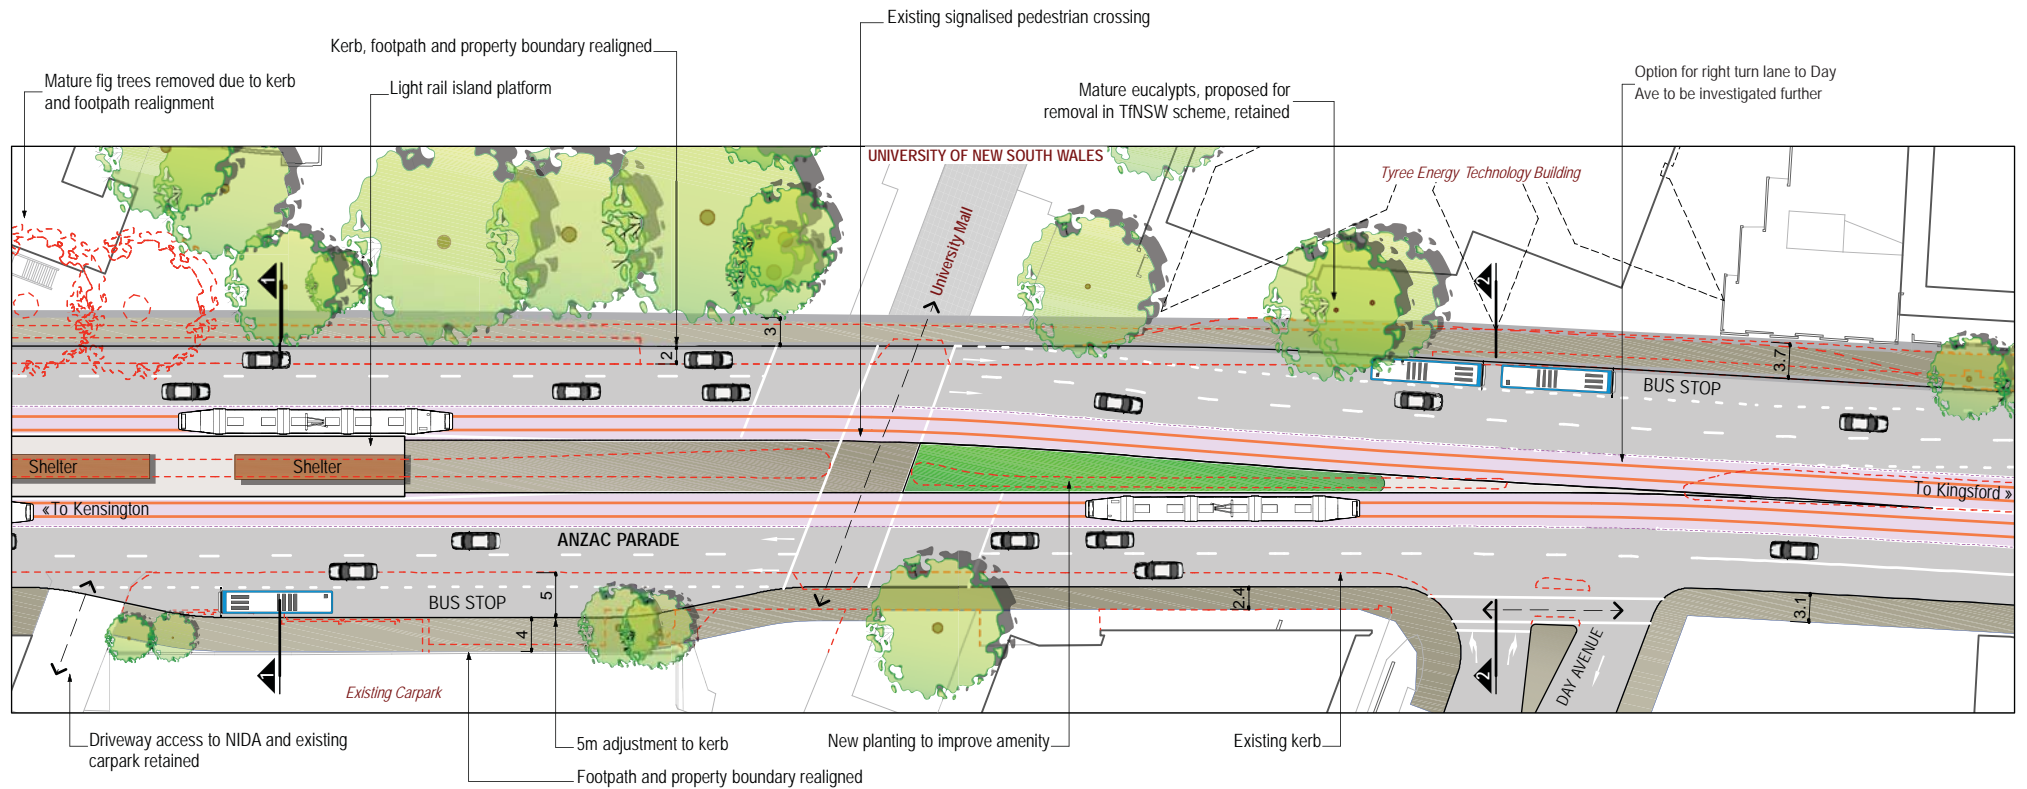 Existing signalised pedestrian crossing
Kerb, footpath and property boundary realigned
Mature fig trees removed due to kerb
and footpath realignment
Light rail island platform
Mature eucalypts, proposed for
removal in TfNSW scheme, retained
Option for right turn lane to Day
Ave to be investigated further
UNIVERSITY OF NEW SOUTH WALES
Tyree Energy Technology Building
University Mall
1
2
3
2
3.7
BUS STOP
Shelter
Shelter
«To Kensington
To Kingsford »
ANZAC PARADE
BUS STOP
5
4
2.4
3.1
1
2
DAY AVENUE
Existing Carpark
Driveway access to NIDA and existing
carpark retained
5m adjustment to kerb
Footpath and property boundary realigned
New planting to improve amenity
Existing kerb